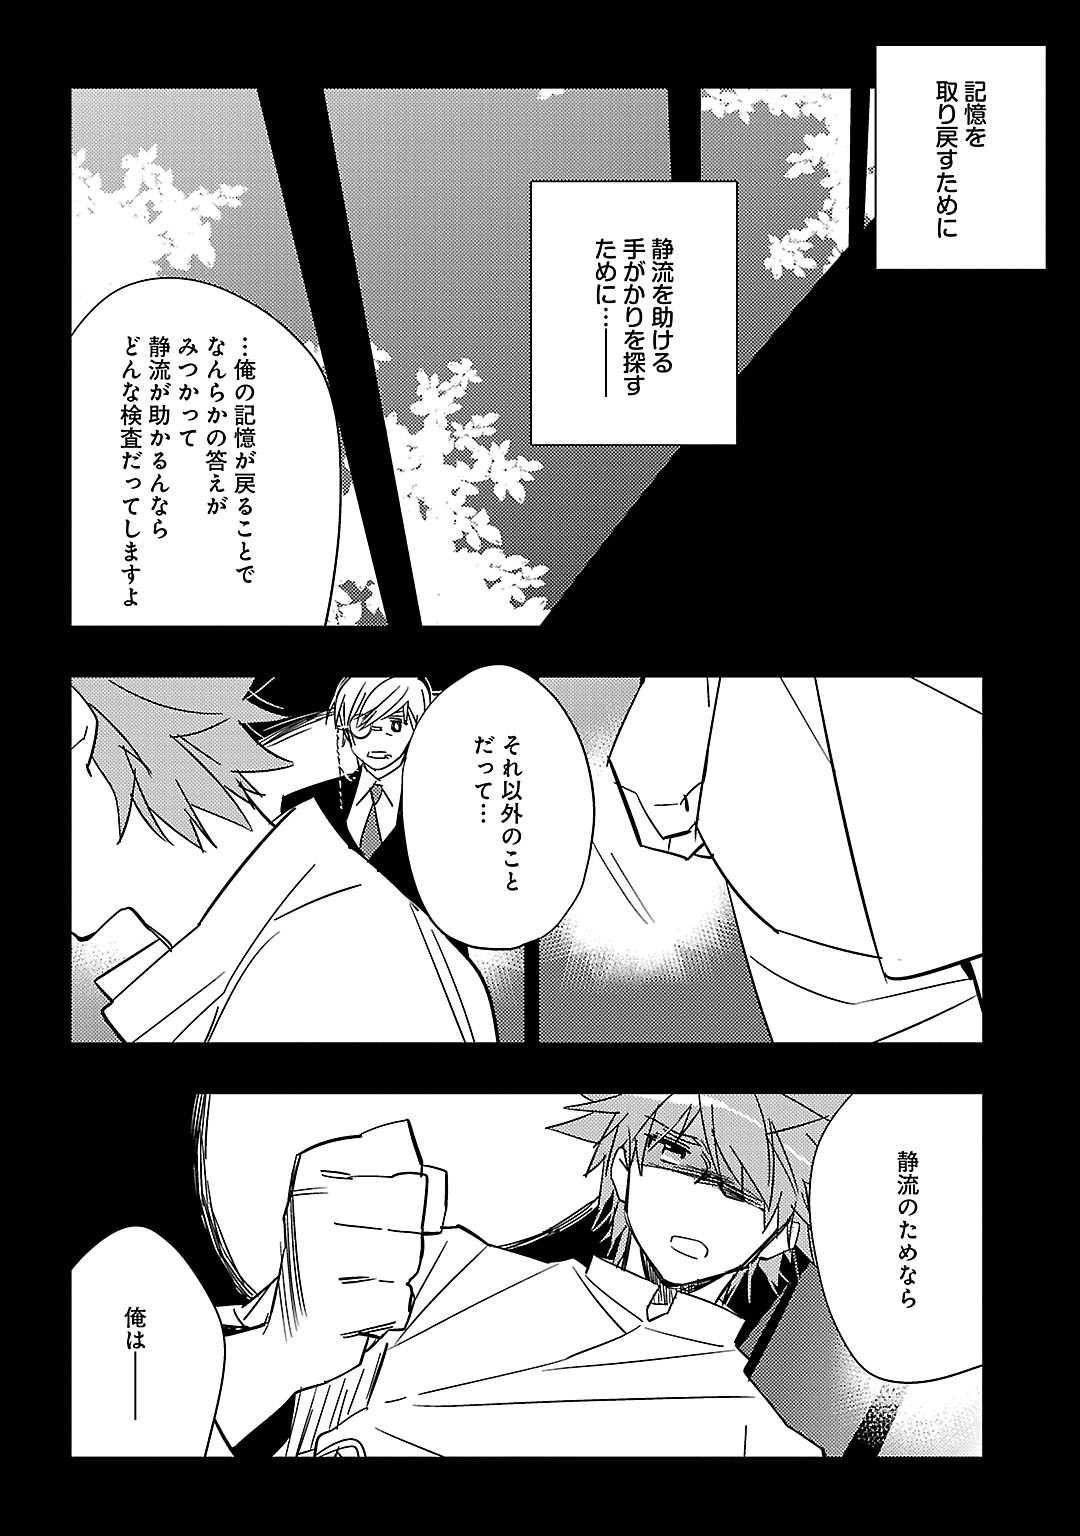 記憶を
取り戻すために
静流を助ける
手がかりを探す
ために…――
…俺の記憶が戻ることで
なんらかの答えが
みつかって
静流が助かるんなら
どんな検査だってしますよ
それ以外のこと
だって…
静流のためなら
俺は――